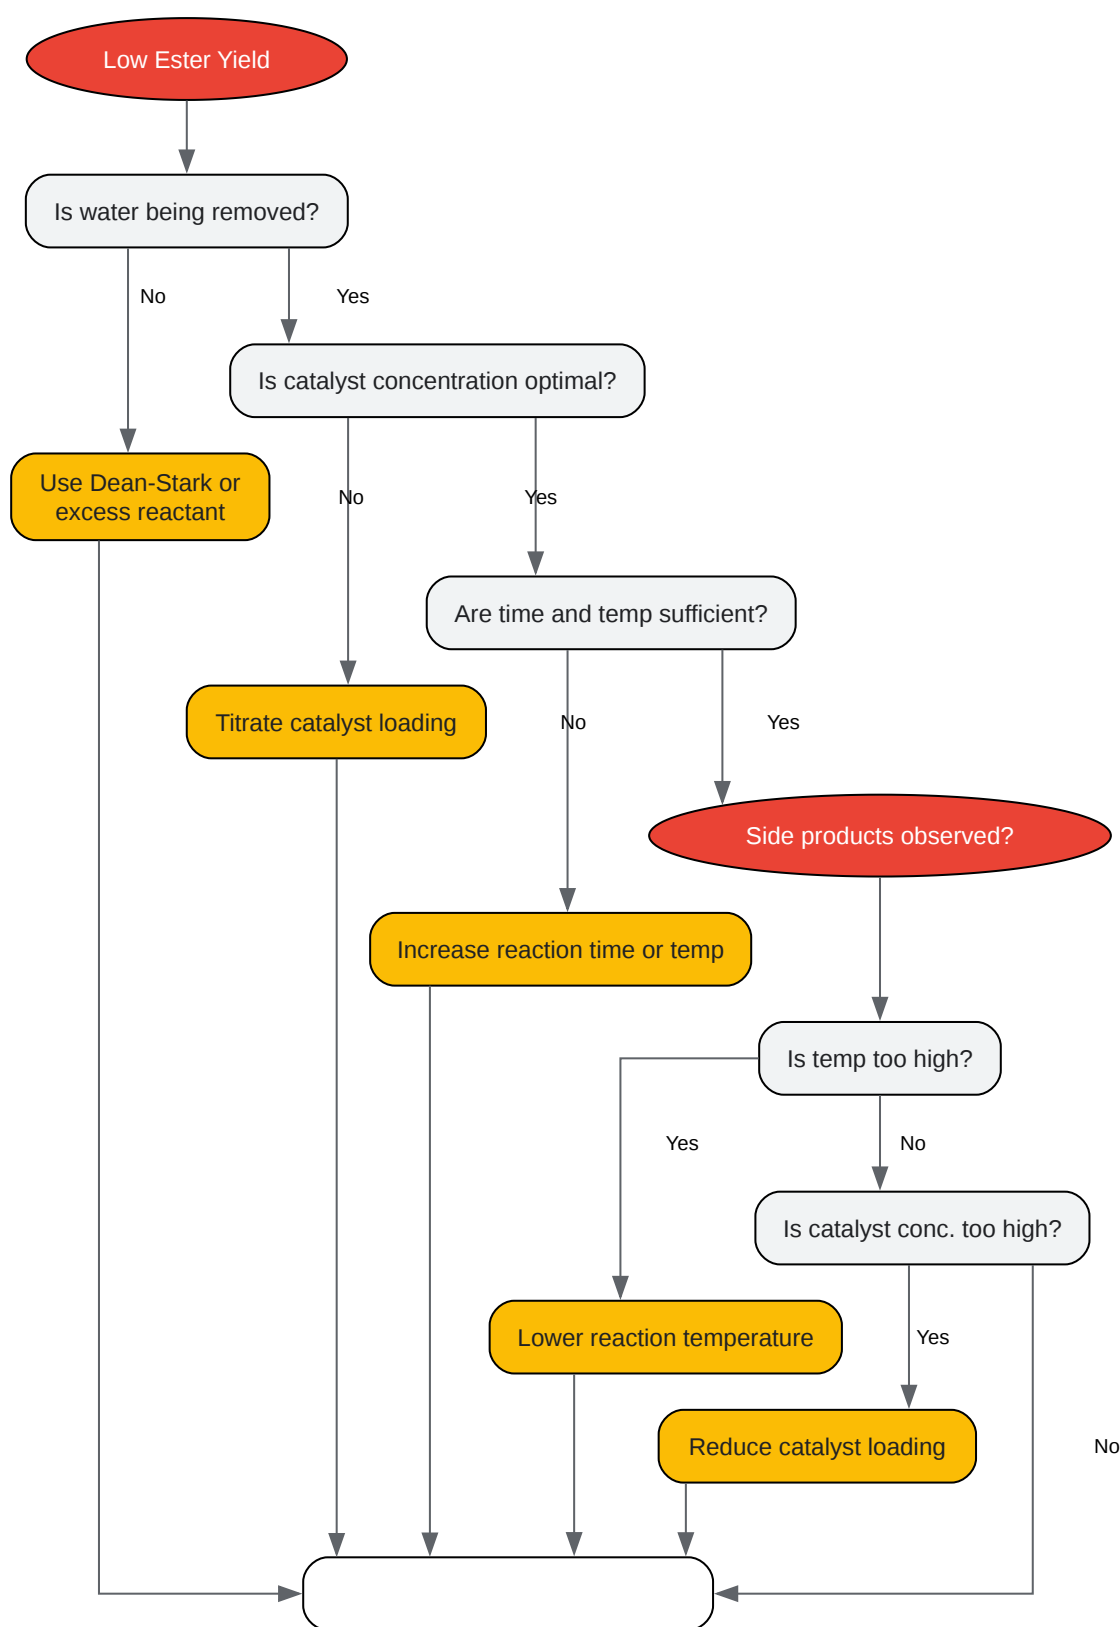 Low Ester Yield
Is water being removed?
No
Yes
Is catalyst concentration optimal?
Use Dean-Stark or
excess reactant
No
Yes
Are time and temp sufficient?
Titrate catalyst loading
No
Yes
Side products observed?
Increase reaction time or temp
Is temp too high?
Yes
No
Is catalyst conc. too high?
Lower reaction temperature
Yes
Reduce catalyst loading
No